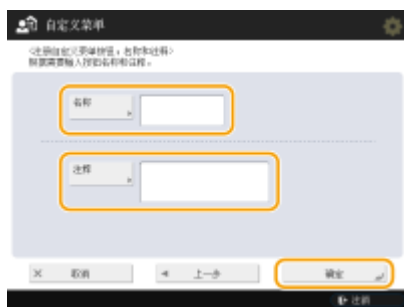 自定义菜单
<注册自定义菜单按钮：名称和注释>
根据需要输入按钮名称和注释。
名称
注释
× 取消
◄ 上一步
确定
注销